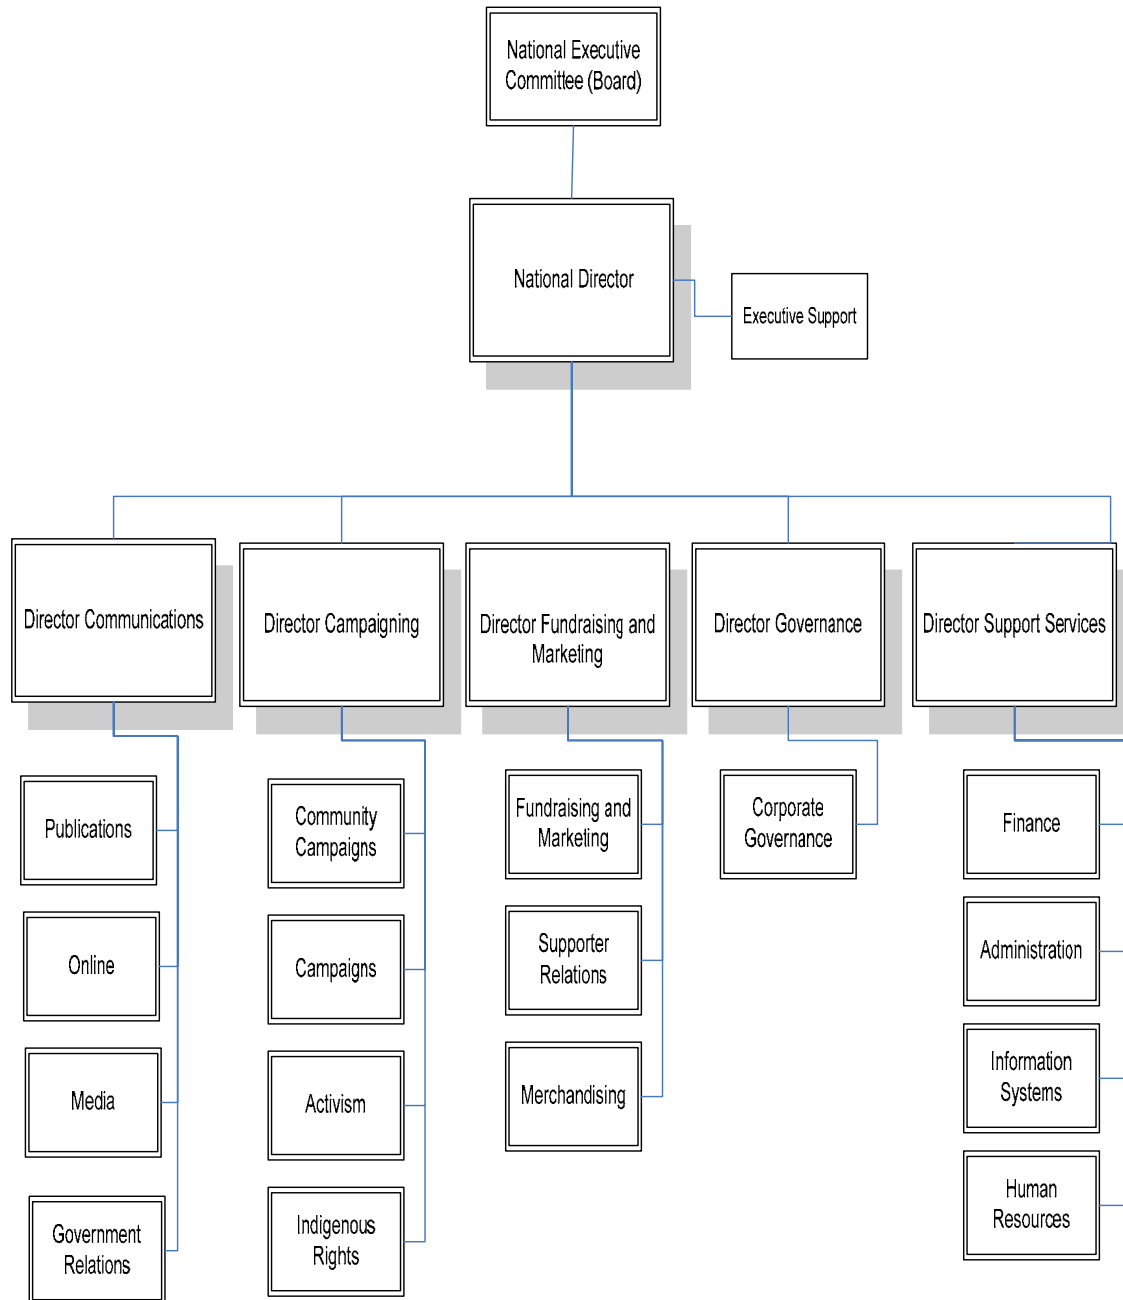 National Executive
Committee (Board)
National Director
Executive Support
Director Communications
Director Campaigning
Director Fundraising and
Marketing
Director Governance
Director Support Services
Publications
Online
Media
Government
Relations
Community
Campaigns
Campaigns
Activism
Indigenous
Rights
Fundraising and
Marketing
Supporter
Relations
Merchandising
Corporate
Governance
Finance
Administration
Information
Systems
Human
Resources